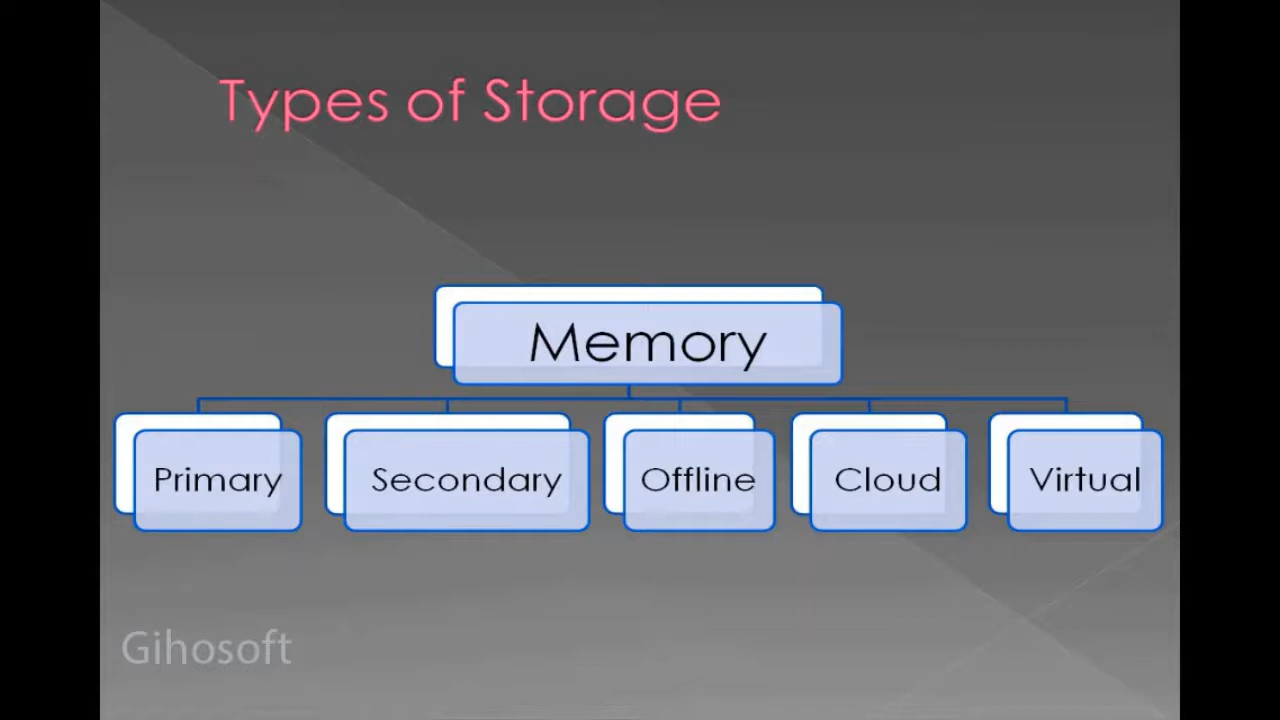 Types of Storage
Memory
Primary
Secondary
Offline
Cloud
Virtual
Gihosoft